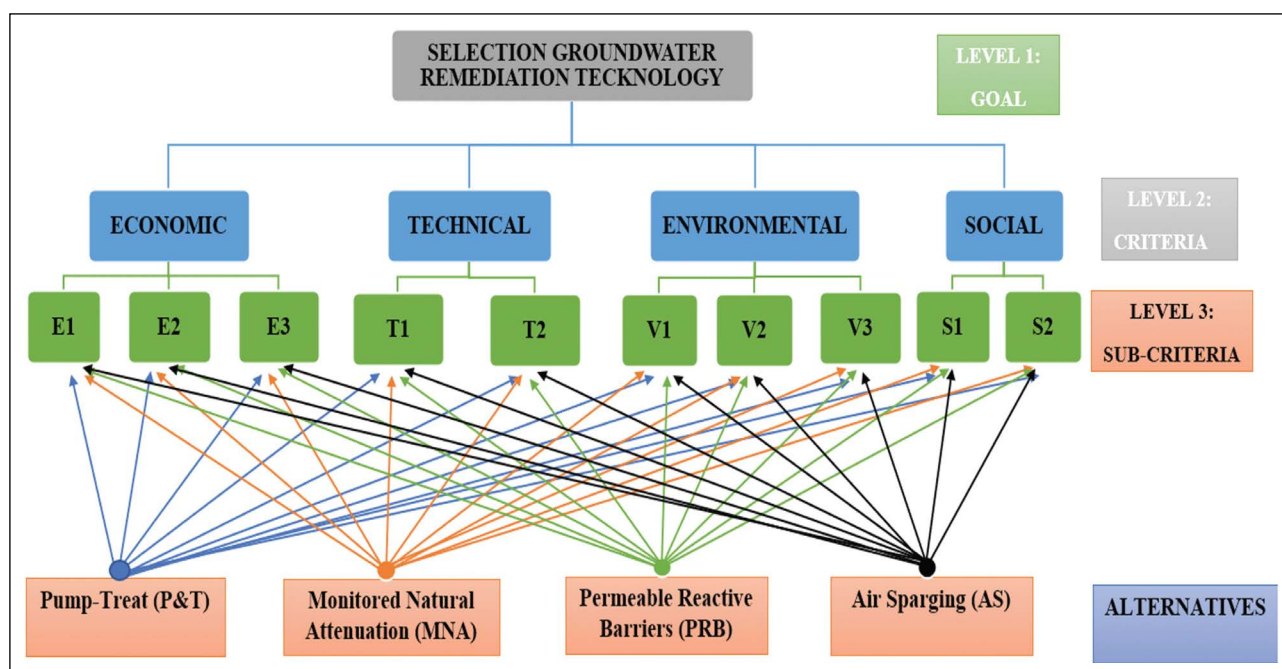 SELECTION GROUNDWATER
REMEDIATION TECKNOLOGY
LEVEL 1:
GOAL
ECONOMIC
TECHNICAL
ENVIRONMENTAL
SOCIAL
LEVEL 2:
CRITERIA
E1
E2
E3
T1
T2
V1
V2
V3
S1
S2
LEVEL 3:
SUB-CRITERIA
Pump-Treat (P&T)
Monitored Natural
Attenuation (MNA)
Permeable Reactive
Barriers (PRB)
Air Sparging (AS)
ALTERNATIVES